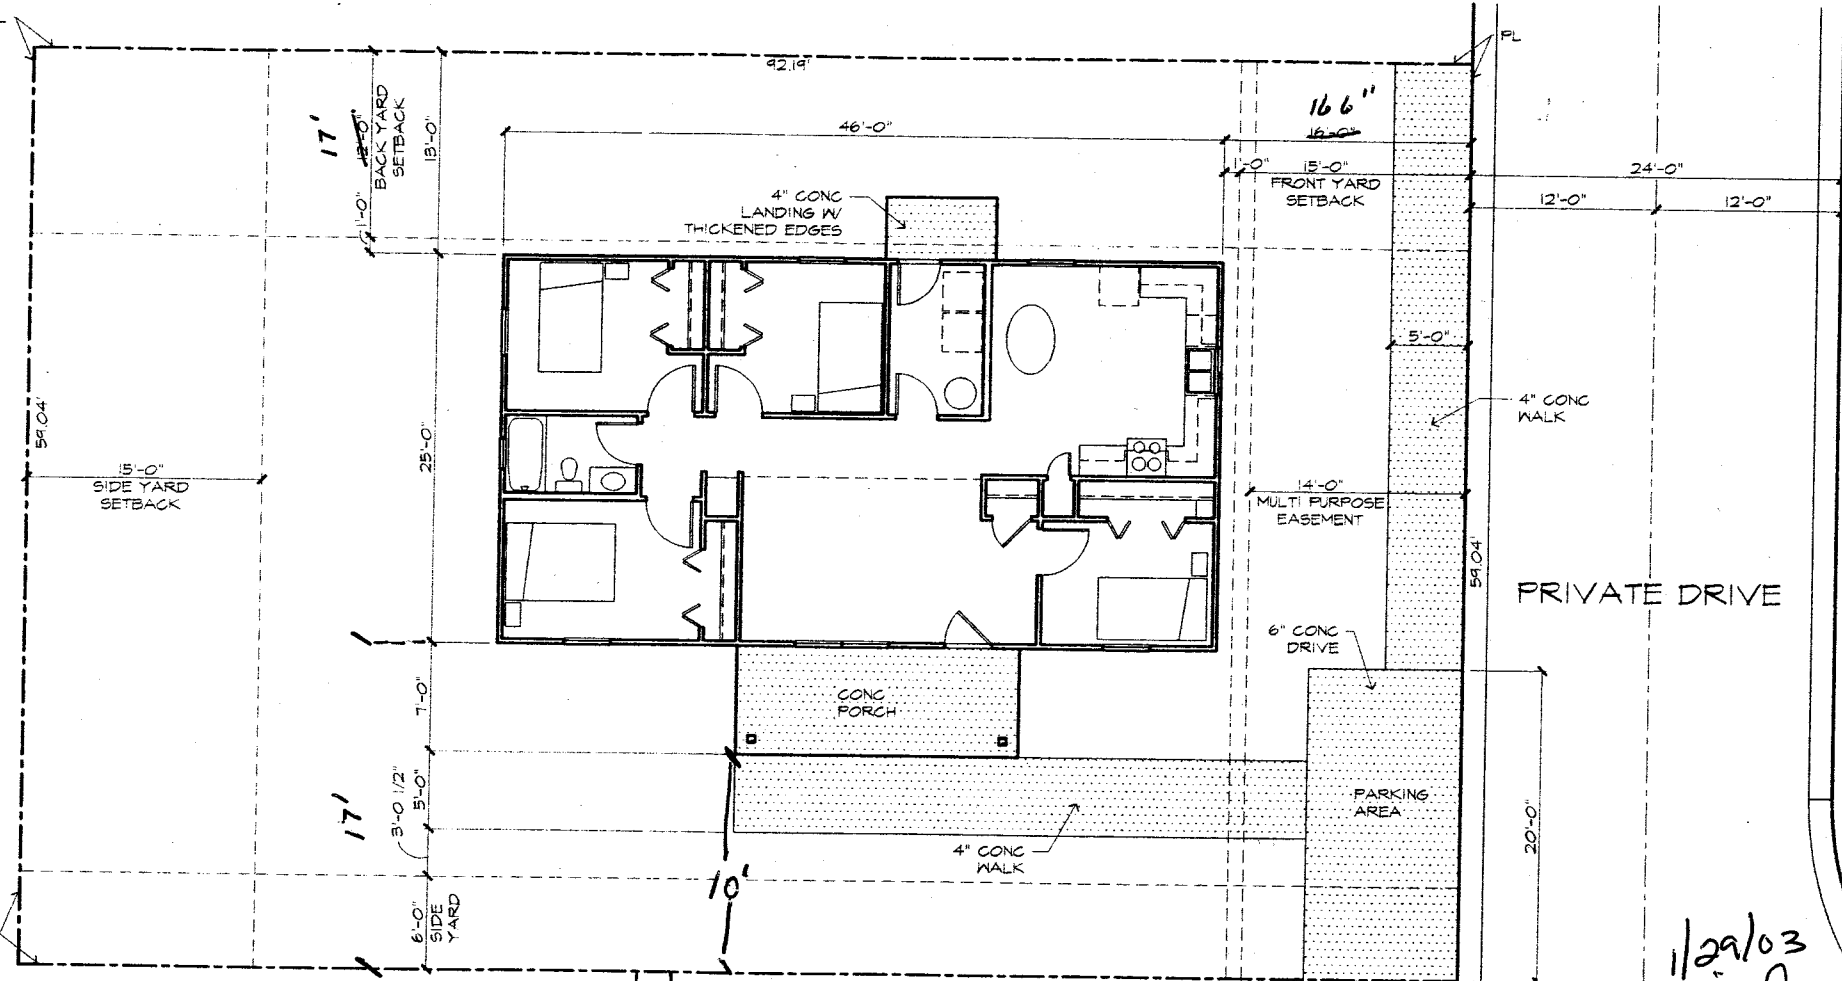 PL
92.19'
16 6"
16'-0"
46'-0"
17'
12'-0"
BACK YARD
SETBACK
13'-0"
1'-0"
1'-0"
15'-0"
FRONT YARD
SETBACK
24'-0"
12'-0"
12'-0"
4" CONC
LANDING W/
THICKENED EDGES
5'-0"
4" CONC
WALK
59.04'
25'-0"
15'-0"
SIDE YARD
SETBACK
14'-0"
MULTI PURPOSE
EASEMENT
59.04'
PRIVATE DRIVE
6" CONC
DRIVE
7'-0"
CONC
PORCH
17'
3'-0 1/2"
5'-0"
PARKING
AREA
20'-0"
4" CONC
WALK
10'
6'-0"
SIDE
YARD
1/29/03